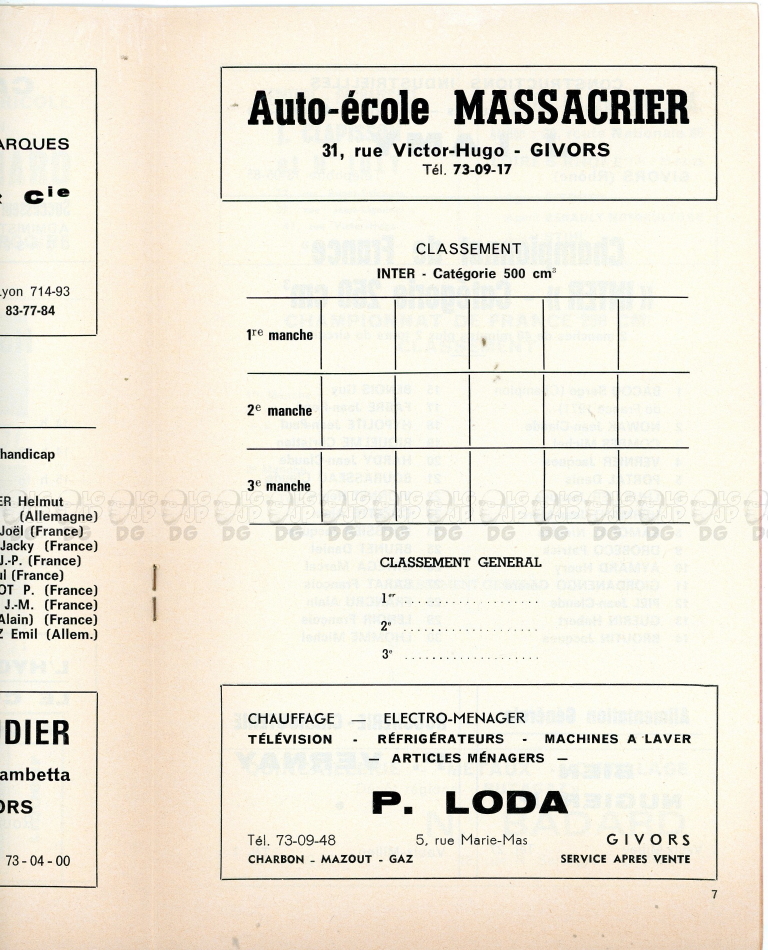 ARQUES
Cie
Lyon 714-93
83-77-84
handicap
ER Helmut
(Allemagne)
Joël (France)
Jacky (France)
J.-P. (France)
ul (France)
OT P. (France)
J.-M. (France)
Alain) (France)
Z Emil (Allem.)
UDIER
ambetta
ORS
73-04-00
Auto-école MASSACRIER
31, rue Victor-Hugo - GIVORS
Tél. 73-09-17
CLASSEMENT
INTER - Catégorie 500 cm³
1re manche
2e manche
3e manche
CLASSEMENT GENERAL
1er ....................
2e ....................
3e ....................
CHAUFFAGE — ELECTRO-MENAGER
TÉLÉVISION - RÉFRIGÉRATEURS - MACHINES A LAVER
— ARTICLES MÉNAGERS —
P. LODA
Tél. 73-09-48 5, rue Marie-Mas GIVORS
CHARBON - MAZOUT - GAZ SERVICE APRES VENTE
7